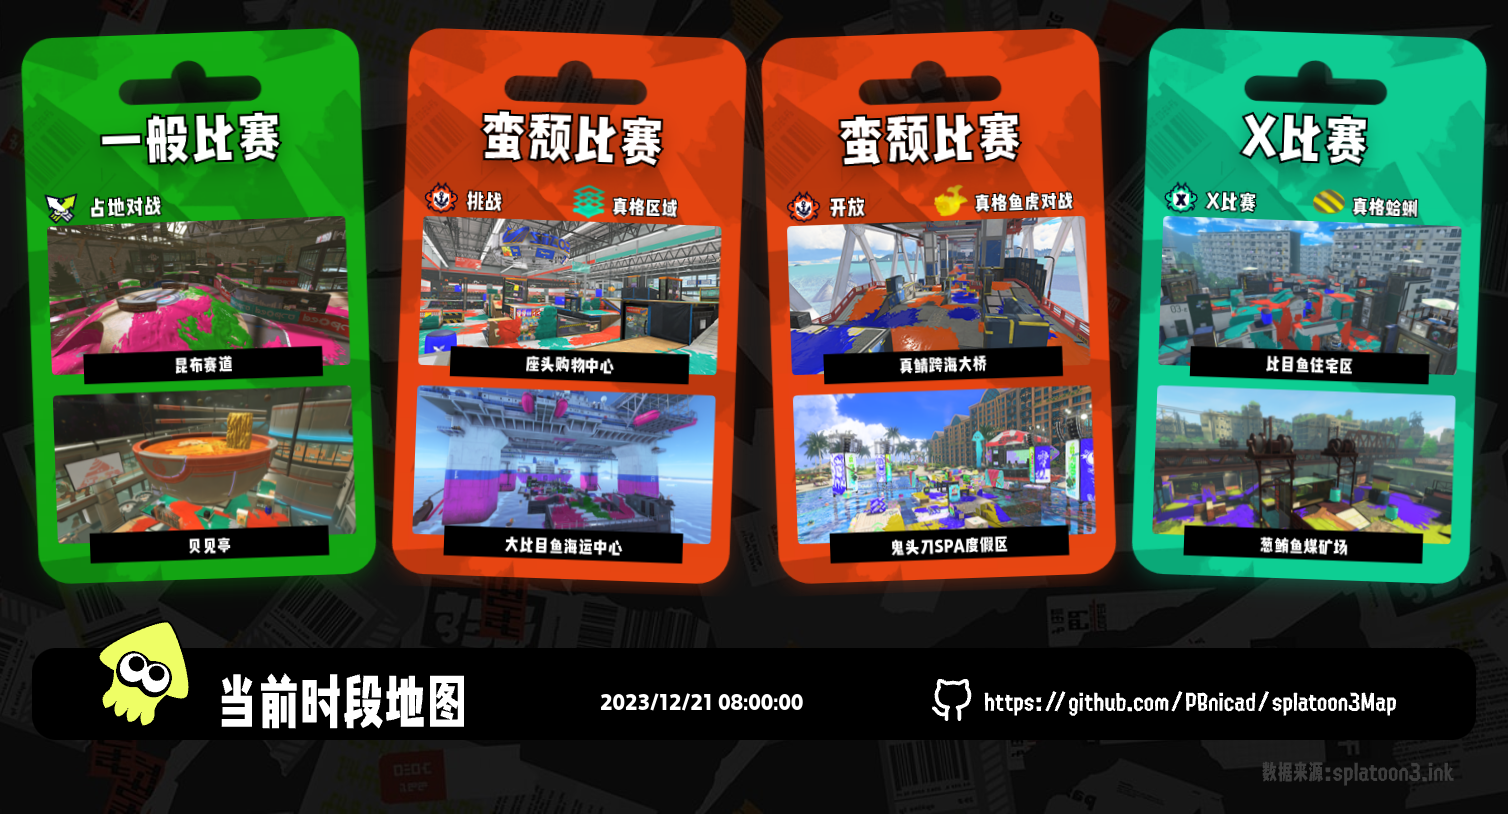 一般比赛
占地对战
昆布赛道
贝见亭
蛮颓比赛
挑战
真格区域
座头购物中心
大比目鱼海运中心
蛮颓比赛
开放
真格鱼虎对战
真鲭跨海大桥
鬼头刀SPA度假区
X比赛
X比赛
真格蛤蜊
比目鱼住宅区
葱鲔鱼煤矿场
当前时段地图
2023/12/21 08:00:00
https://github.com/PBnicad/splatoon3Map
数据来源:splatoon3.ink